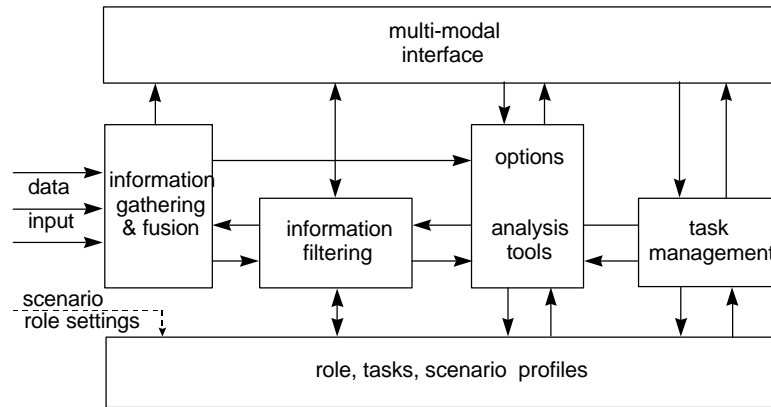 multi-modal
interface
data
input
information
gathering
& fusion
information
filtering
options
analysis
tools
task
management
scenario
role settings
role, tasks, scenario profiles